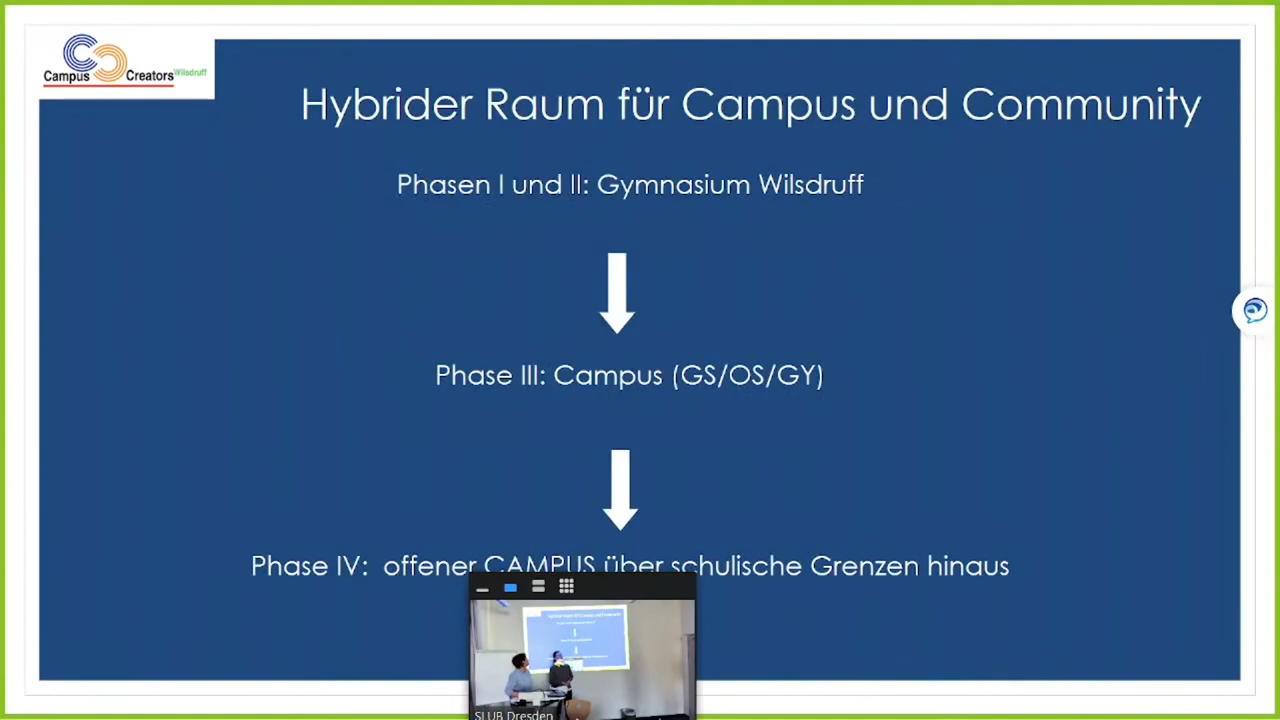 Campus Creators Wilsdruff
Hybrider Raum für Campus und Community
Phasen I und II: Gymnasium Wilsdruff
Phase III: Campus (GS/OS/GY)
Phase IV: offener CAMPUS über schulische Grenzen hinaus
SLUB Dresden